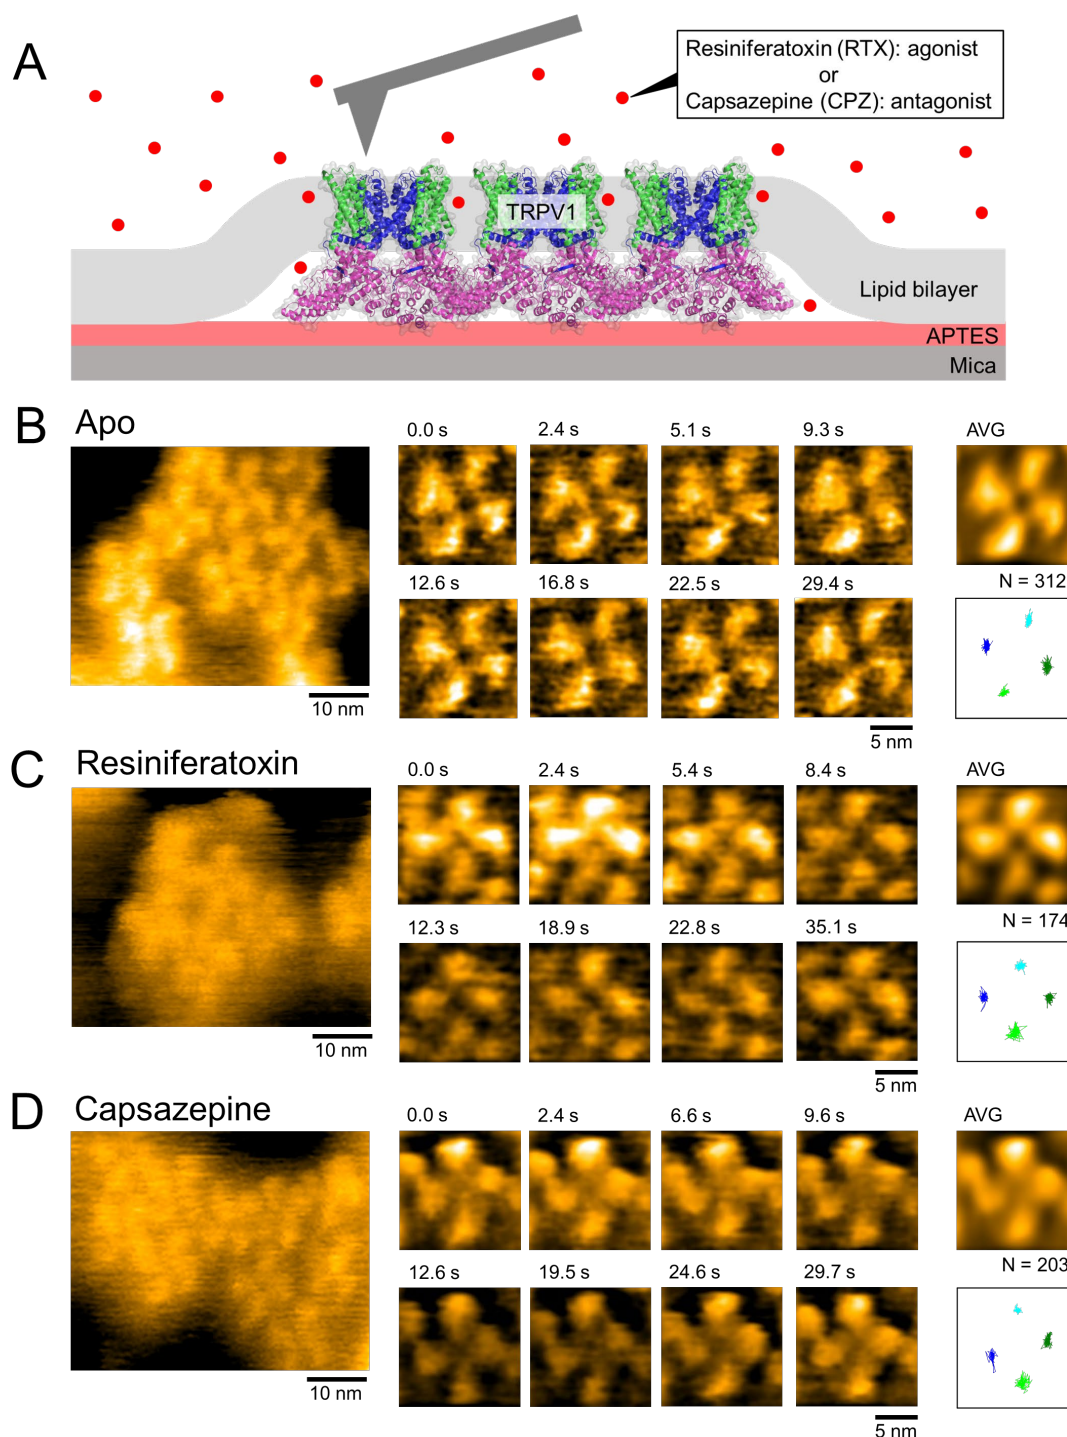 A
Resiniferatoxin (RTX): agonist
or
Capsazepine (CPZ): antagonist
TRPV1
Lipid bilayer
APTES
Mica
B
Apo
0.0 s
2.4 s
5.1 s
9.3 s
AVG
12.6 s
16.8 s
22.5 s
29.4 s
N = 312
10 nm
5 nm
C
Resiniferatoxin
0.0 s
2.4 s
5.4 s
8.4 s
AVG
12.3 s
18.9 s
22.8 s
35.1 s
N = 174
10 nm
5 nm
D
Capsazepine
0.0 s
2.4 s
6.6 s
9.6 s
AVG
12.6 s
19.5 s
24.6 s
29.7 s
N = 203
10 nm
5 nm